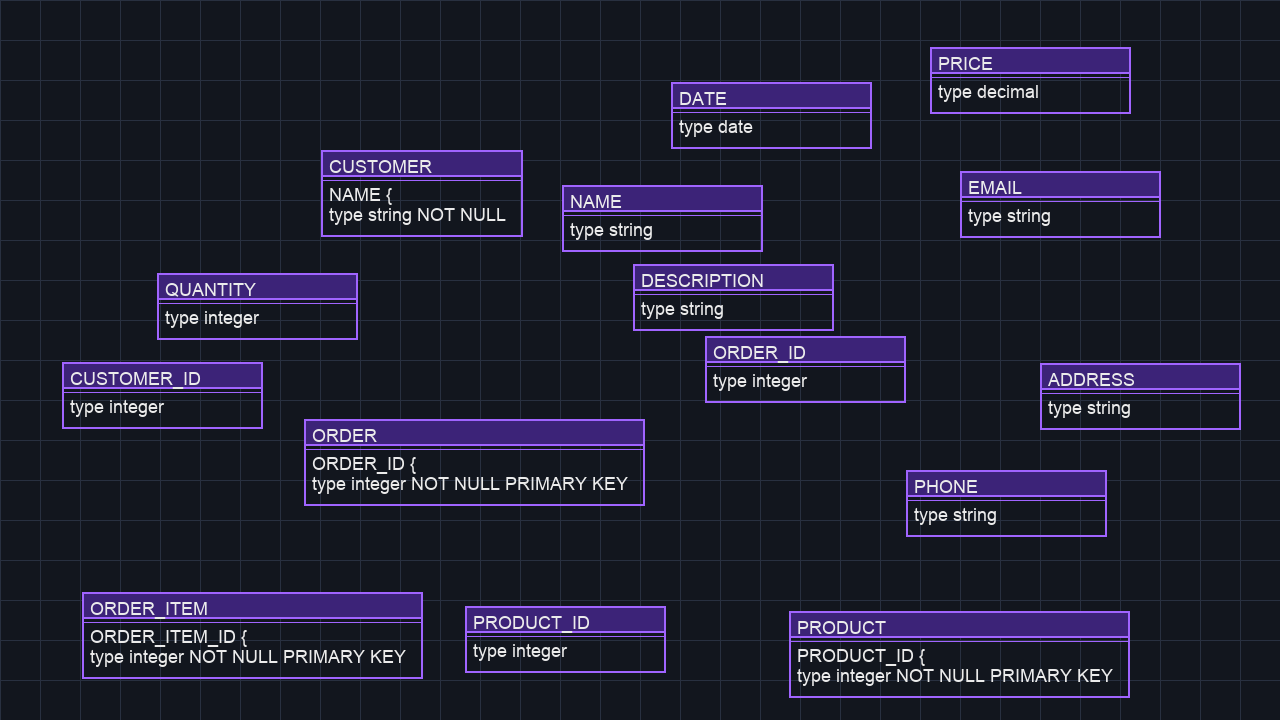 PRICE
type decimal
DATE
type date
CUSTOMER
NAME {
type string NOT NULL
NAME
type string
EMAIL
type string
QUANTITY
type integer
DESCRIPTION
type string
ORDER_ID
type integer
CUSTOMER_ID
type integer
ADDRESS
type string
ORDER
ORDER_ID {
type integer NOT NULL PRIMARY KEY
PHONE
type string
ORDER_ITEM
ORDER_ITEM_ID {
type integer NOT NULL PRIMARY KEY
PRODUCT_ID
type integer
PRODUCT
PRODUCT_ID {
type integer NOT NULL PRIMARY KEY